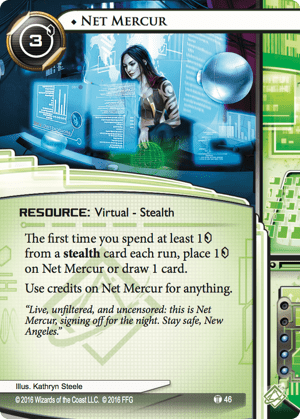 3
◆ Net Mercur
RESOURCE: Virtual - Stealth
The first time you spend at least 1
from a stealth card each run, place 1
on Net Mercur or draw 1 card.
Use credits on Net Mercur for anything.
“Live, unfiltered, and uncensored: this is Net
Mercur, signing off for the night. Stay safe, New
Angeles.”
Illus. Kathryn Steele
© 2016 Wizards of the Coast LLC. © 2016 FFG
46